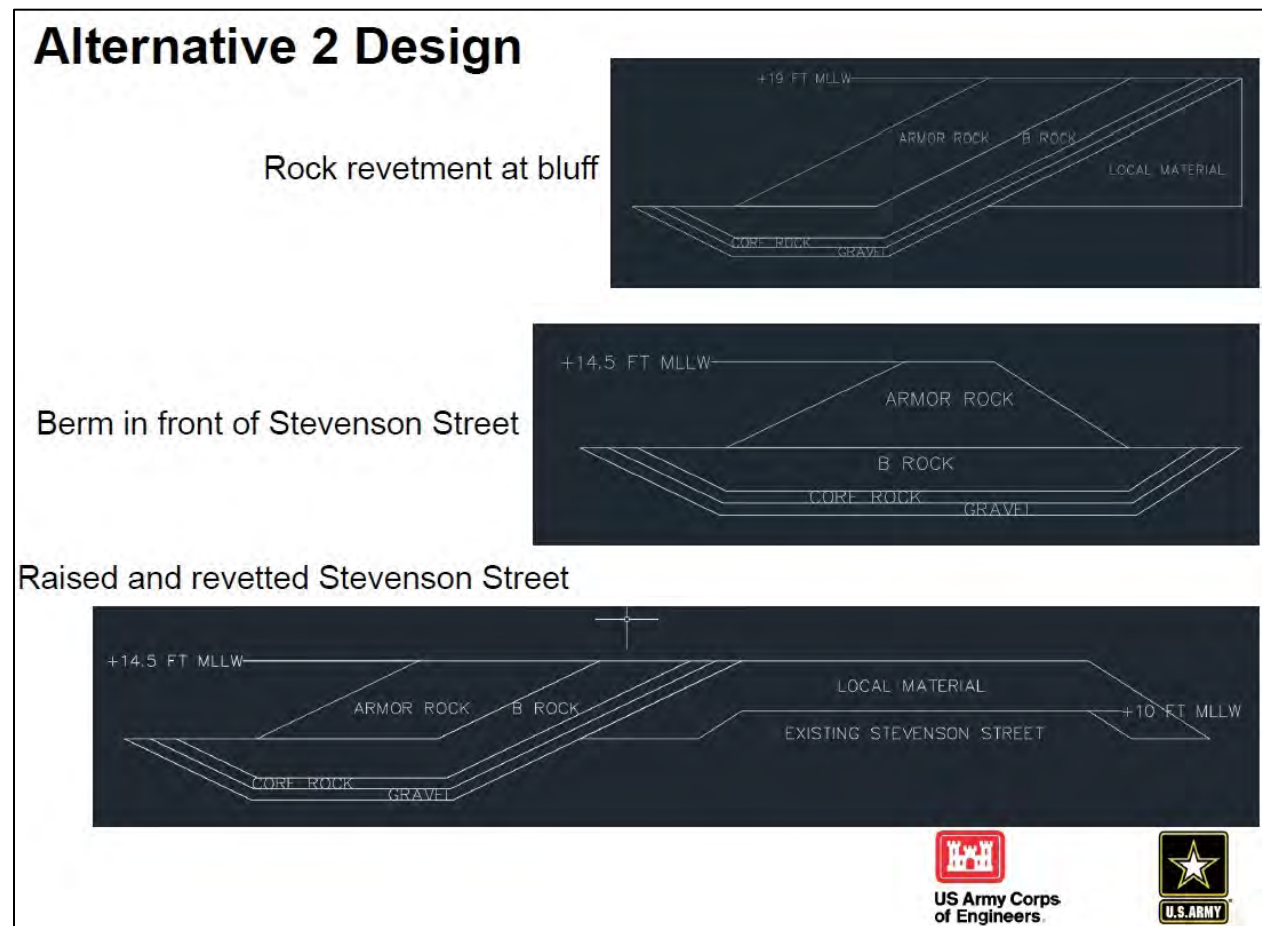 Alternative 2 Design
+19 FT MLLW
ARMOR ROCK
B ROCK
LOCAL MATERIAL
CORE ROCK
GRAVEL
Rock revetment at bluff
+14.5 FT MLLW
ARMOR ROCK
B ROCK
CORE ROCK
GRAVEL
Berm in front of Stevenson Street
Raised and revetted Stevenson Street
+14.5 FT MLLW
ARMOR ROCK
B ROCK
LOCAL MATERIAL
+10 FT MLLW
EXISTING STEVENSON STREET
CORE ROCK
GRAVEL
US Army Corps
of Engineers.
U.S.ARMY